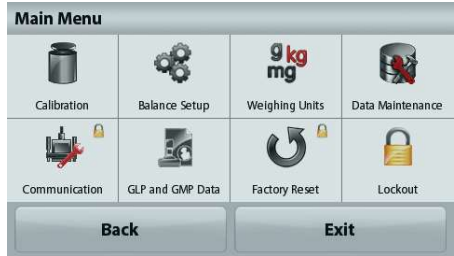 Main Menu
g kg
mg
Calibration Balance Setup Weighing Units Data Maintenance
Communication GLP and GMP Data Factory Reset Lockout
Back Exit